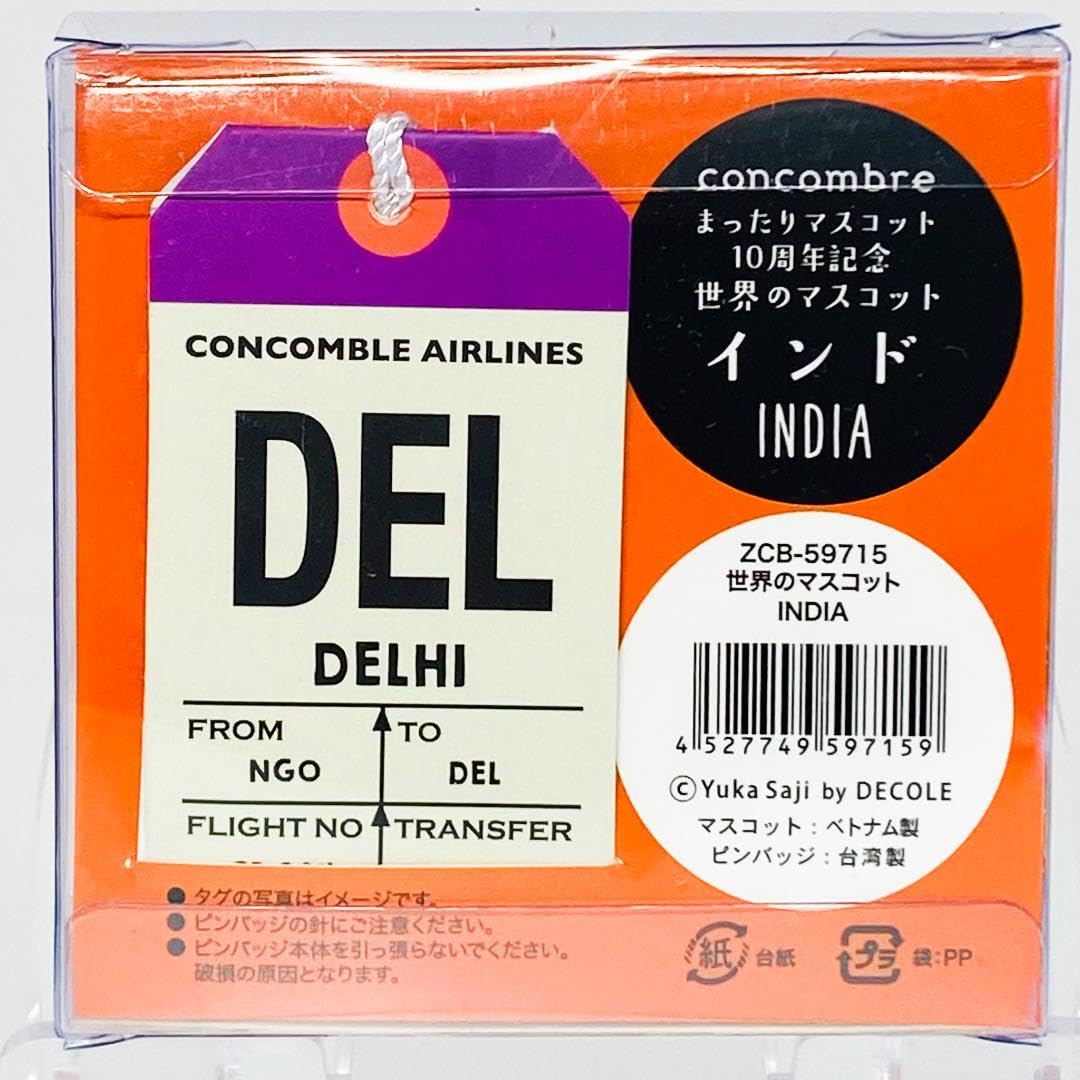 CONCOMBLE AIRLINES
DEL
DELHI
FROM
TO
NGO
DEL
FLIGHT NO
TRANSFER
concombre
まったりマスコット
10周年記念
世界のマスコット
インド
INDIA
ZCB-59715
世界のマスコット
INDIA
4 527749 597159
©Yuka Saji by DECOLE
マスコット：ベトナム製
ピンバッジ：台湾製
●タグの写真はイメージです。
●ピンバッジの針にご注意ください。
●ピンバッジ本体を引っ張らないでください。
破損の原因となります。
紙 台紙
プラ 袋:PP